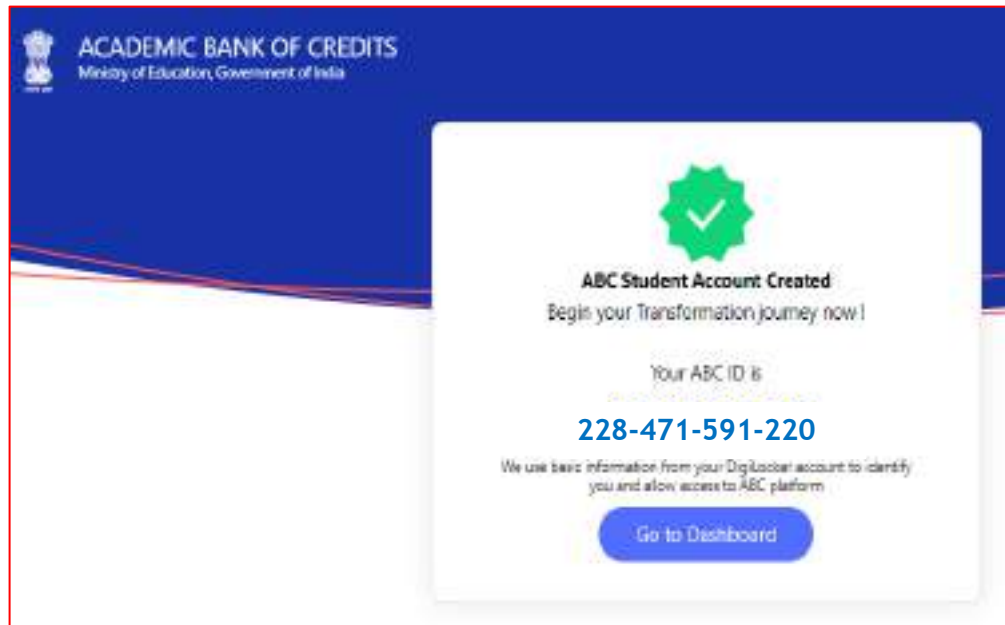 ACADEMIC BANK OF CREDITS
Ministry of Education, Government of India
ABC Student Account Created
Begin your Transformation journey now !
Your ABC ID is
228-471-591-220
We use basic information from your DigiLocker account to identify
you and allow access to ABC platform
Go to Dashboard